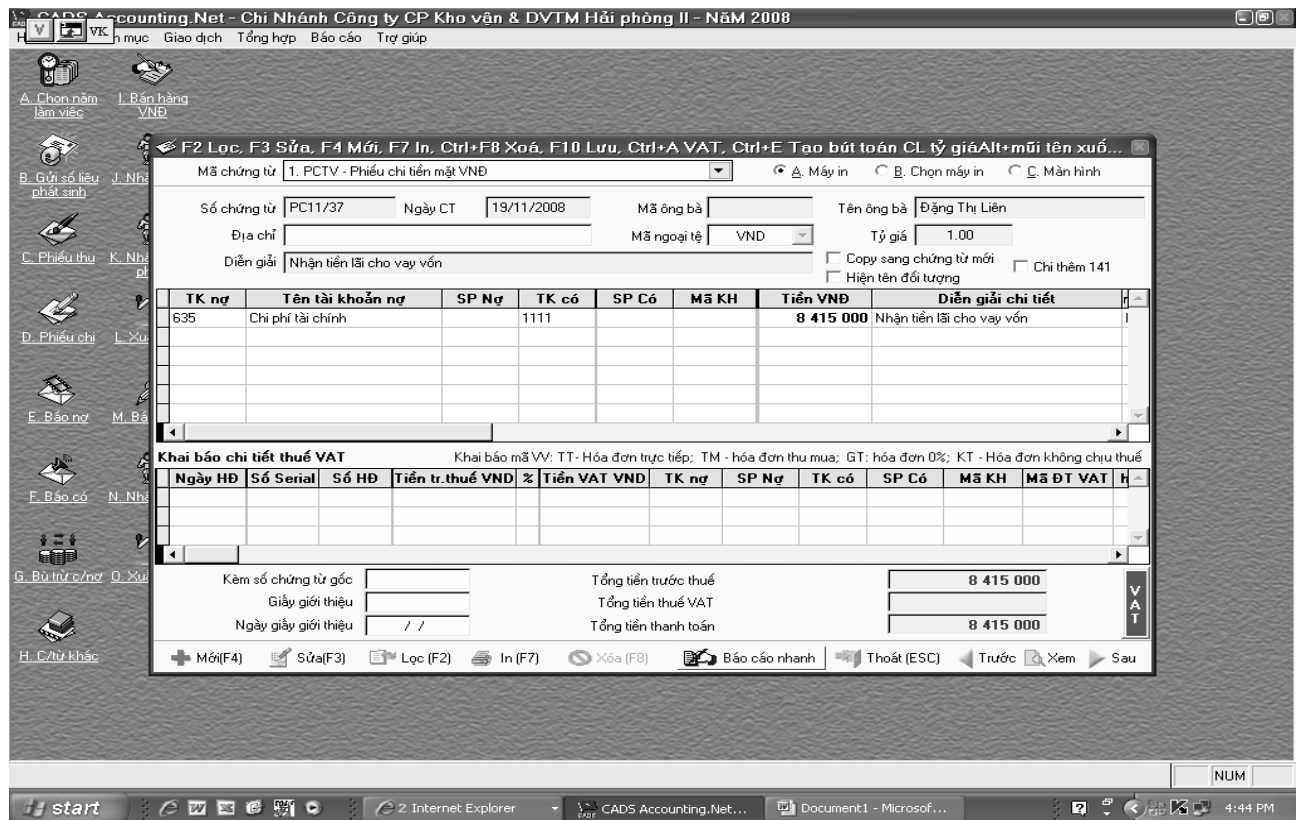 CADS Accounting.Net - Chi Nhánh Công ty CP Kho vận & DVTM Hải phòng II - NăM 2008
V VK
mục Giao dịch Tổng hợp Báo cáo Trợ giúp
A. Chọn năm làm việc
I. Bán hàng VNĐ
B. Gửi số liệu phát sinh
J. Nhậ
C. Phiếu thu
K. Nhậ
ph
D. Phiếu chi
L. Xu
E. Báo nợ
M. Bá
F. Báo có
N. Nhậ
G. Bù trừ c/nợ
O. Xuấ
H. C/từ khác
F2 Lọc, F3 Sửa, F4 Mới, F7 In, Ctrl+F8 Xoá, F10 Lưu, Ctrl+A VAT, Ctrl+E Tạo bút toán CL tỷ giáAlt+mũi tên xuố...
Mã chứng từ 1. PCTV - Phiếu chi tiền mặt VNĐ A. Máy in B. Chọn máy in C. Màn hình
Số chứng từ PC11/37 Ngày CT 19/11/2008 Mã ông bà Tên ông bà Đặng Thị Liên
Địa chỉ Mã ngoại tệ VND Tỷ giá 1.00
Diễn giải Nhận tiền lãi cho vay vốn Copy sang chứng từ mới Chi thêm 141
Hiện tên đối tượng
TK nợ Tên tài khoản nợ SP Nợ TK có SP Có Mã KH Tiền VNĐ Diễn giải chi tiết
635 Chi phí tài chính 1111 8 415 000 Nhận tiền lãi cho vay vốn
Khai báo chi tiết thuế VAT Khai báo mã VV: TT- Hóa đơn trực tiếp; TM - hóa đơn thu mua; GT: hóa đơn 0%; KT - Hóa đơn không chịu thuế
Ngày HĐ Số Serial Số HĐ Tiền tr.thuế VND % Tiền VAT VND TK nợ SP Nợ TK có SP Có Mã KH Mã ĐT VAT h
Kèm số chứng từ gốc Tổng tiền trước thuế 8 415 000
Giấy giới thiệu Tổng tiền thuế VAT
Ngày giấy giới thiệu / / Tổng tiền thanh toán 8 415 000
VAT
Mới(F4) Sửa(F3) Lọc (F2) In (F7) Xóa (F8) Báo cáo nhanh Thoát (ESC) Trước Xem Sau
NUM
start 2 Internet Explorer CADS Accounting.Net... Document1 - Microsof... 4:44 PM